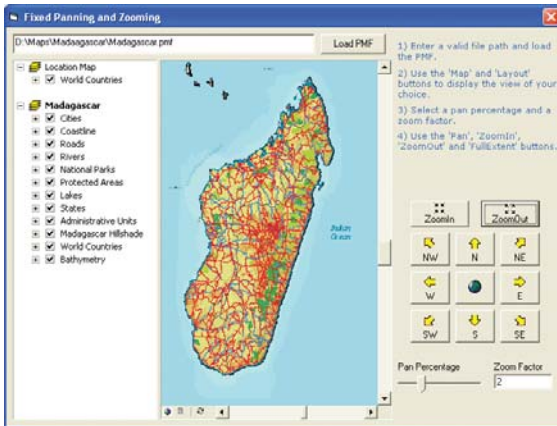 Fixed Panning and Zooming
D:\Maps\Madaagascar\Madagascar.pmf
Load PMF
Location Map
World Countries
Madagascar
Cities
Coastline
Roads
Rivers
National Parks
Protected Areas
Lakes
States
Administrative Units
Madagascar Hillshade
World Countries
Bathymetry
Indian
Ocean
1) Enter a valid file path and load
the PMF.
2) Use the 'Map' and 'Layout'
buttons to display the view of your
choice.
3) Select a pan percentage and a
zoom factor.
4) Use the 'Pan', 'ZoomIn',
'ZoomOut' and 'FullExtent' buttons.
ZoomIn
ZoomOut
NW
N
NE
W
E
SW
S
SE
Pan Percentage
Zoom Factor
2